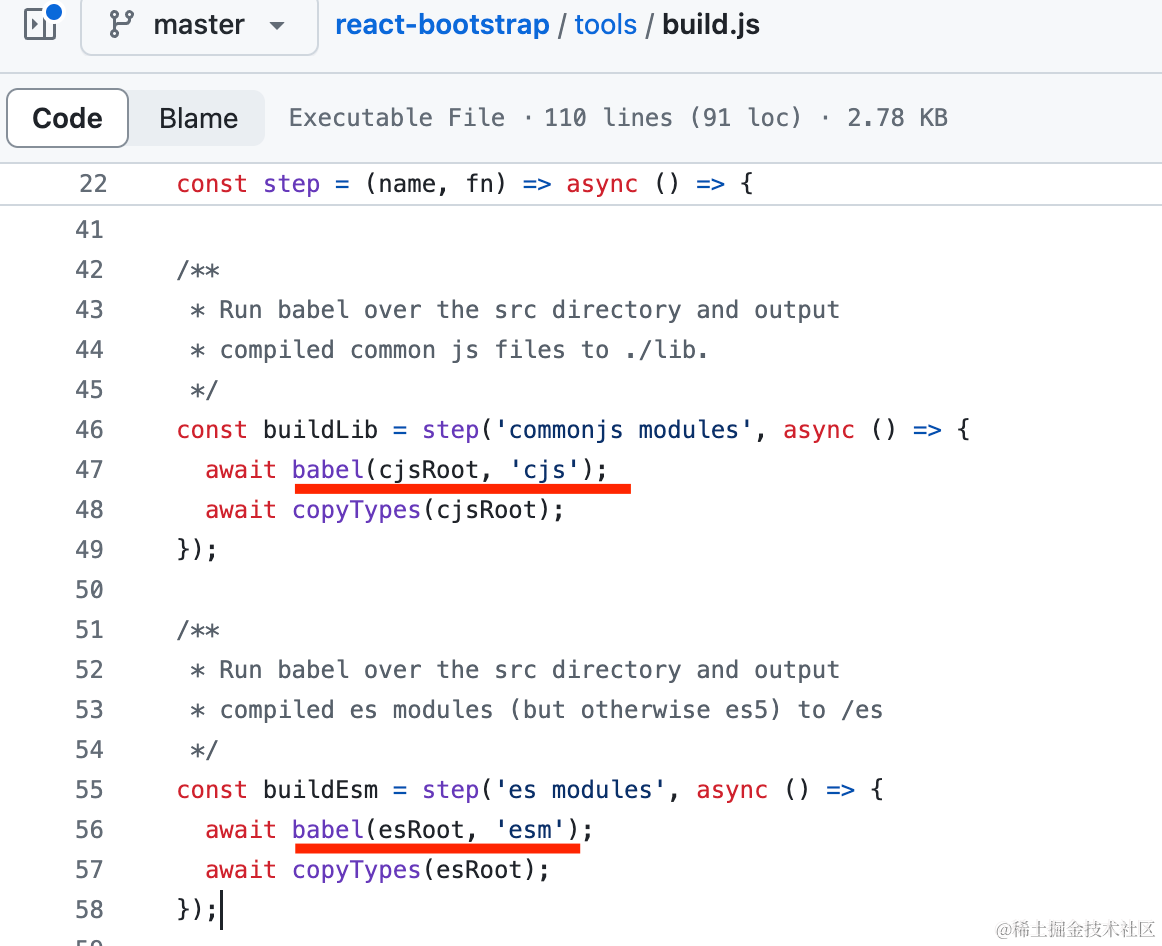 master react-bootstrap / tools / build.js
Code Blame Executable File · 110 lines (91 loc) · 2.78 KB
22 const step = (name, fn) => async () => {
41
42 /**
43  * Run babel over the src directory and output
44  * compiled common js files to ./lib.
45  */
46 const buildLib = step('commonjs modules', async () => {
47   await babel(cjsRoot, 'cjs');
48   await copyTypes(cjsRoot);
49 });
50
51 /**
52  * Run babel over the src directory and output
53  * compiled es modules (but otherwise es5) to /es
54  */
55 const buildEsm = step('es modules', async () => {
56   await babel(esRoot, 'esm');
57   await copyTypes(esRoot);
58 });
@稀土掘金技术社区